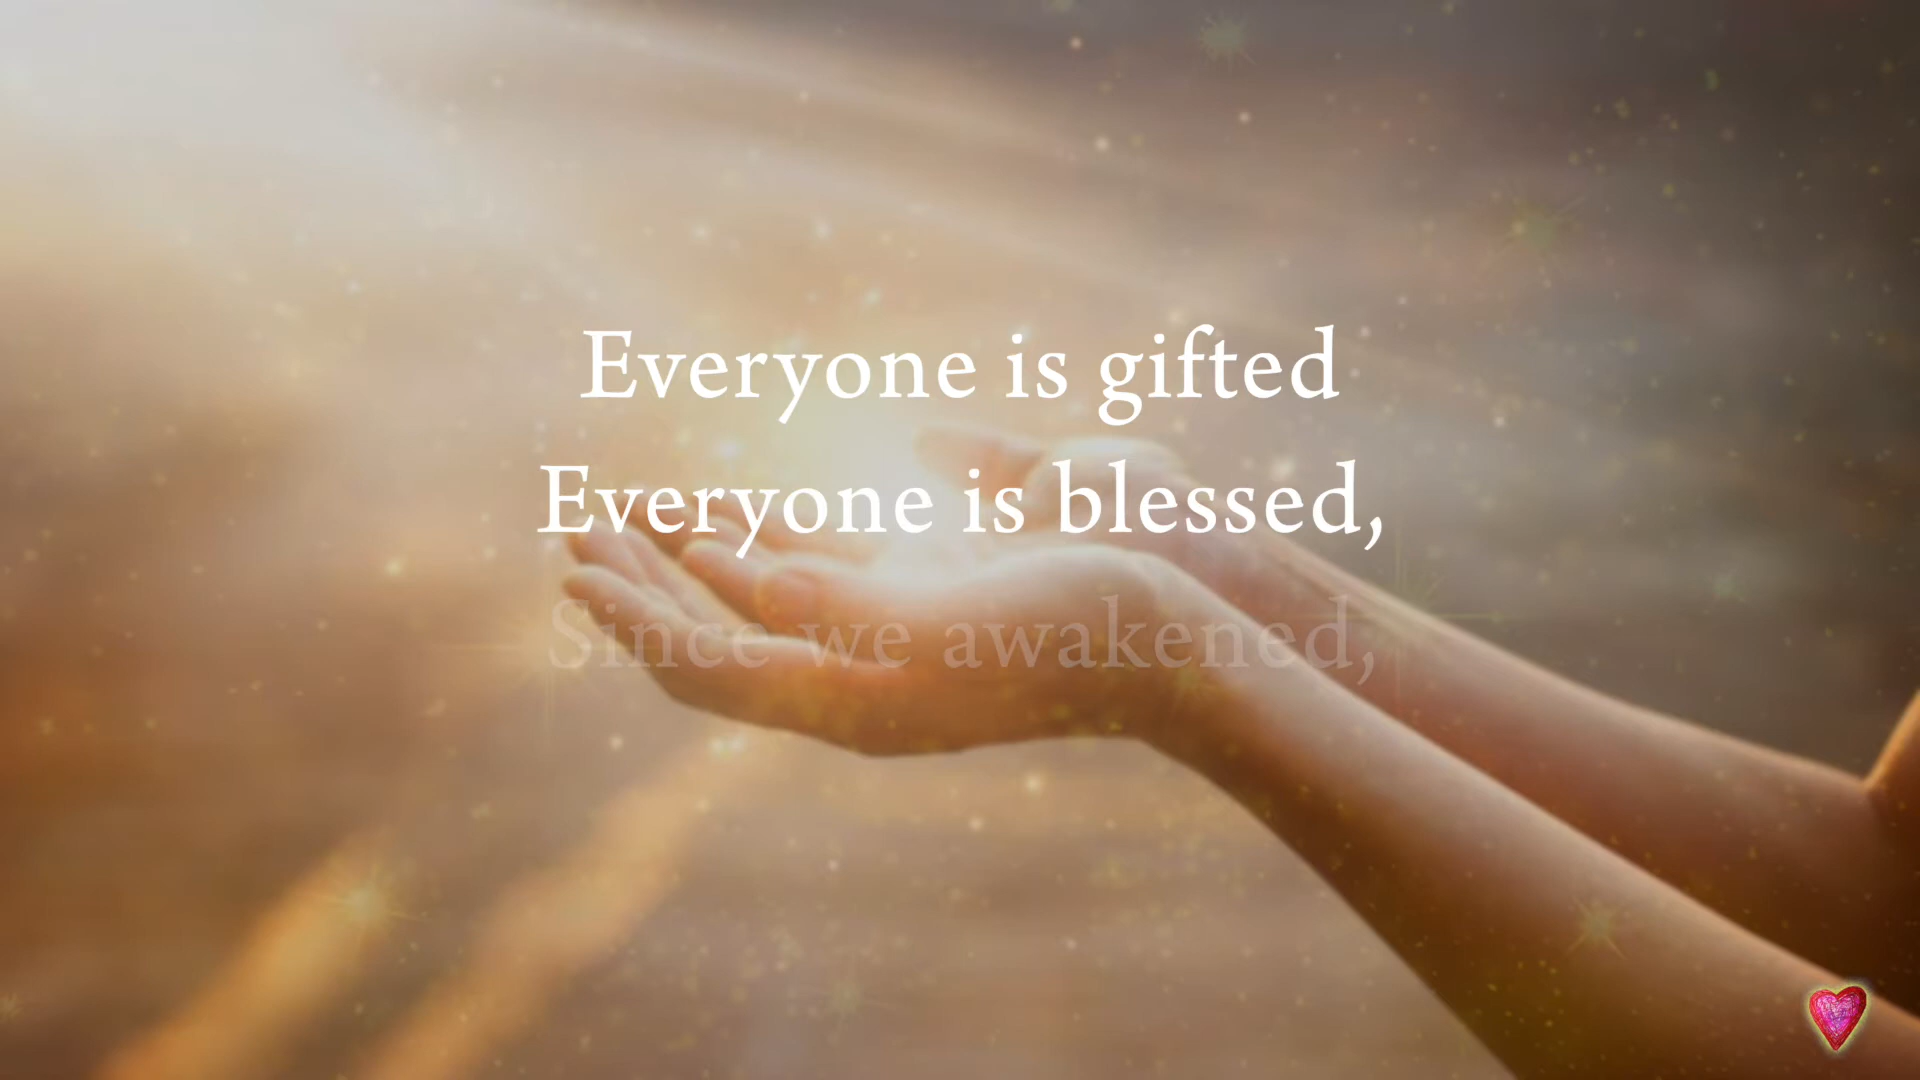 Everyone is gifted
Everyone is blessed,
Since we awakened,